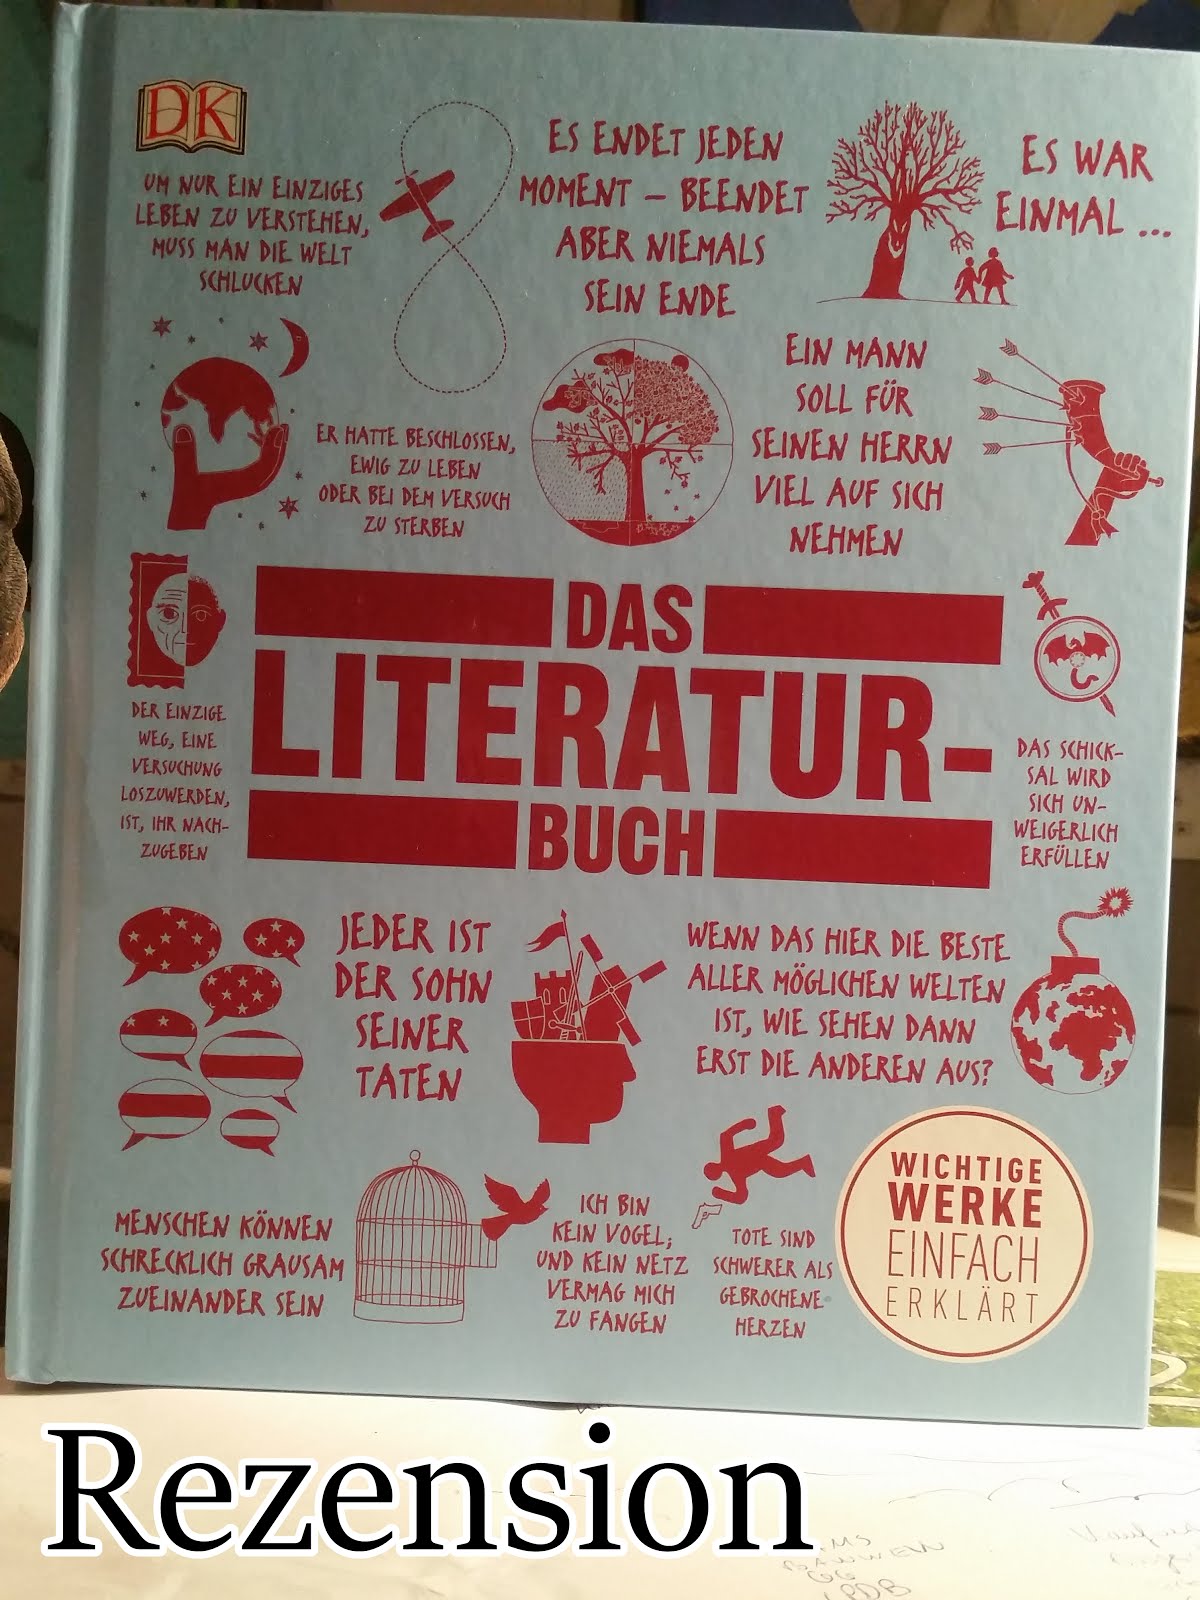 DK
UM NUR EIN EINZIGES
LEBEN ZU VERSTEHEN,
MUSS MAN DIE WELT
SCHLUCKEN
ES ENDET JEDEN
MOMENT – BEENDET
ABER NIEMALS
SEIN ENDE
ES WAR
EINMAL ...
ER HATTE BESCHLOSSEN,
EWIG ZU LEBEN
ODER BEI DEM VERSUCH
ZU STERBEN
EIN MANN
SOLL FÜR
SEINEN HERRN
VIEL AUF SICH
NEHMEN
DAS
LITERATUR-
BUCH
DER EINZIGE
WEG, EINE
VERSUCHUNG
LOSZUWERDEN,
IST, IHR NACH-
ZUGEBEN
DAS SCHICK-
SAL WIRD
SICH UN-
WEIGERLICH
ERFÜLLEN
JEDER IST
DER SOHN
SEINER
TATEN
WENN DAS HIER DIE BESTE
ALLER MÖGLICHEN WELTEN
IST, WIE SEHEN DANN
ERST DIE ANDEREN AUS?
MENSCHEN KÖNNEN
SCHRECKLICH GRAUSAM
ZUEINANDER SEIN
ICH BIN
KEIN VOGEL;
UND KEIN NETZ
VERMAG MICH
ZU FANGEN
TOTE SIND
SCHWERER ALS
GEBROCHENE
HERZEN
WICHTIGE
WERKE
EINFACH
ERKLÄRT
Rezension